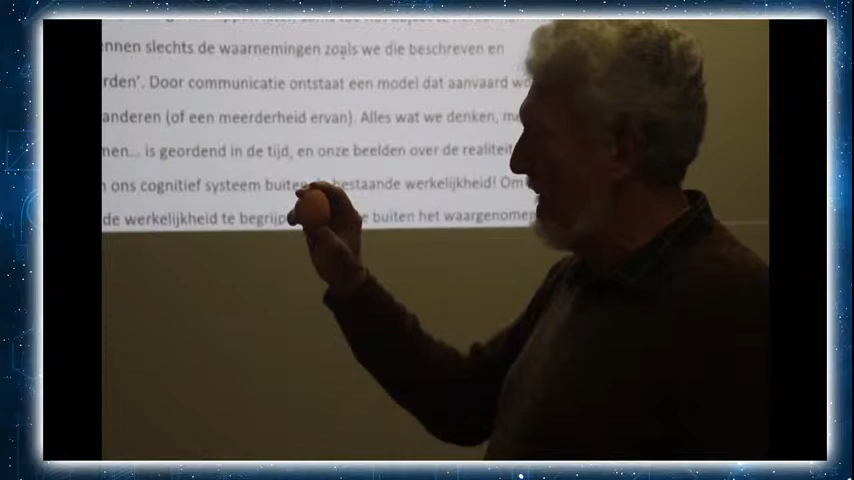 nnen slechts de waarnemingen zoals we die beschreven en
rden'. Door communicatie ontstaat een model dat aanvaard wo
anderen (of een meerderheid ervan). Alles wat we denken, m
nen... is geordend in de tijd, en onze beelden over de realiteit
ons cognitief systeem buiten bestaande werkelijkheid! Om
de werkelijkheid te begrijp e buiten het waargenomen